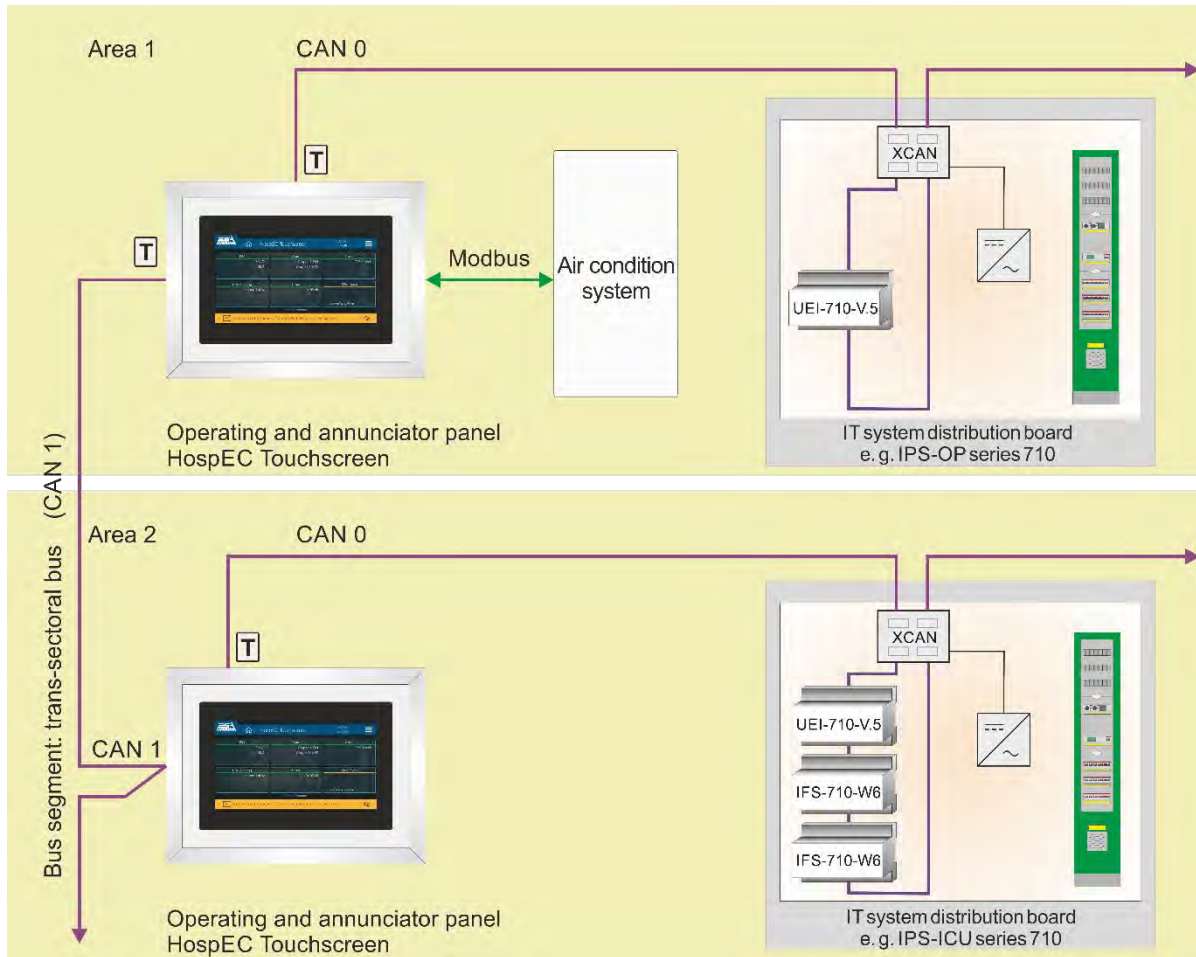 Area 1
CAN 0
T
T
XCAN
Modbus
Air condition
system
UEI-710-V.5
Operating and annunciator panel
HospEC Touchscreen
IT system distribution board
e. g. IPS-OP series 710
Bus segment: trans-sectoral bus (CAN 1)
Area 2
CAN 0
T
XCAN
CAN 1
UEI-710-V.5
IFS-710-W6
IFS-710-W6
Operating and annunciator panel
HospEC Touchscreen
IT system distribution board
e. g. IPS-ICU series 710